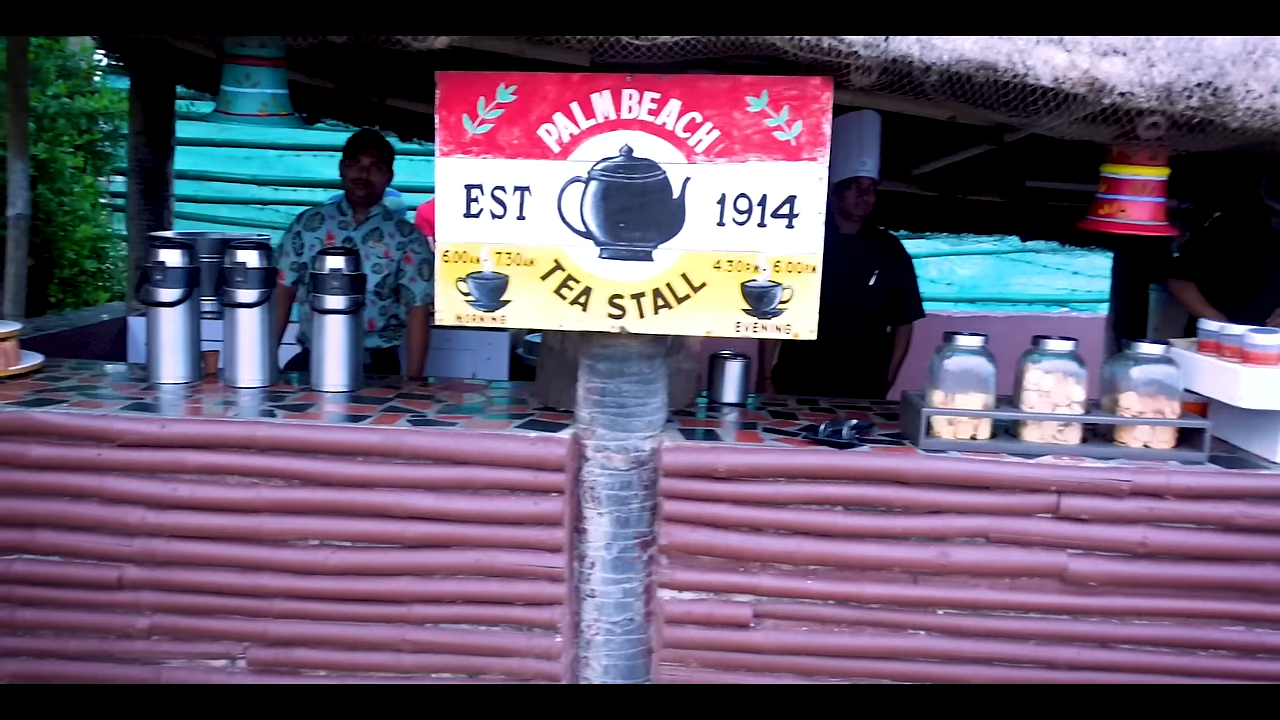 PALM BEACH
EST 1914
TEA STALL
6.00AM - 7.30AM
MORNING
4.30PM - 6.00PM
EVENING